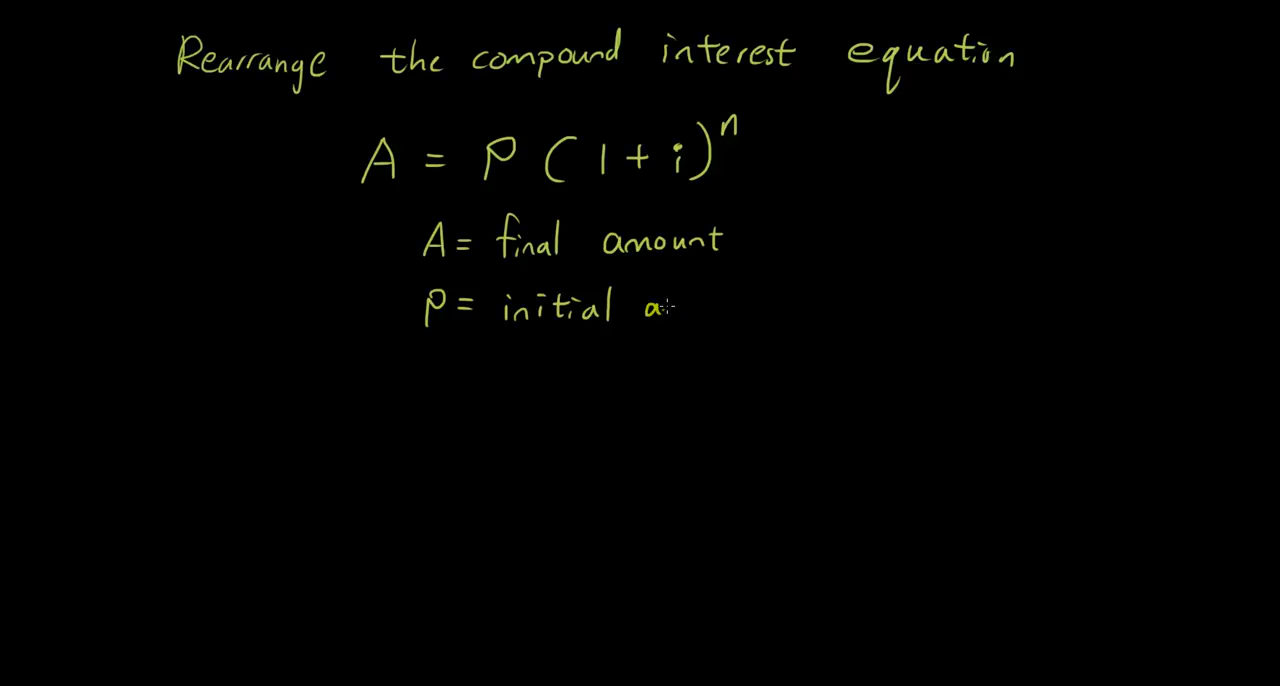 Rearrange the compound interest equation
A = P (1 + i)^n
A = final amount
P = initial a